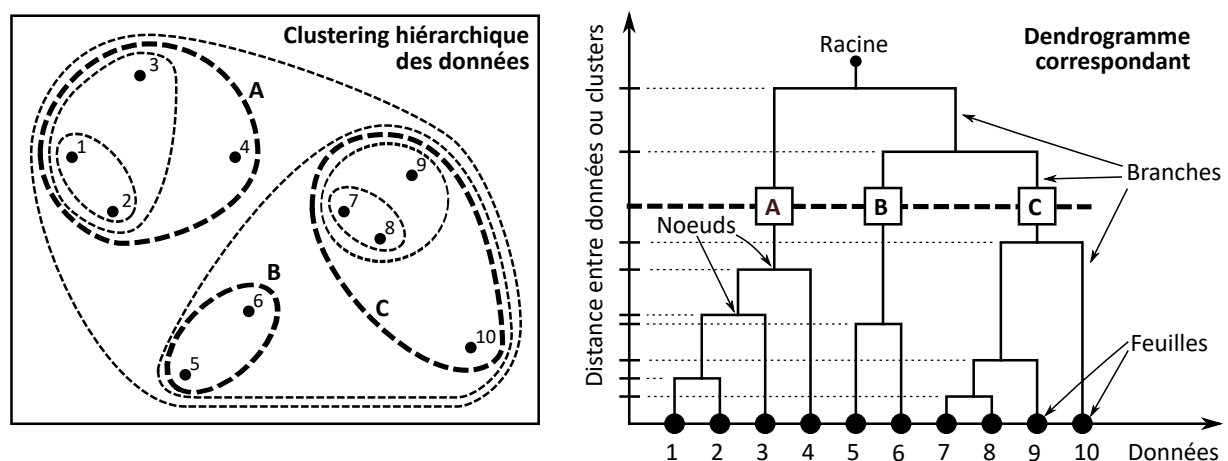 Clustering hiérarchique
des données
3
A
1
4
2
9
7
8
B
6
C
10
5
Distance entre données ou clusters
Racine
Dendrogramme
correspondant
Branches
A
B
C
Noeuds
Feuilles
1 2 3 4 5 6 7 8 9 10 Données